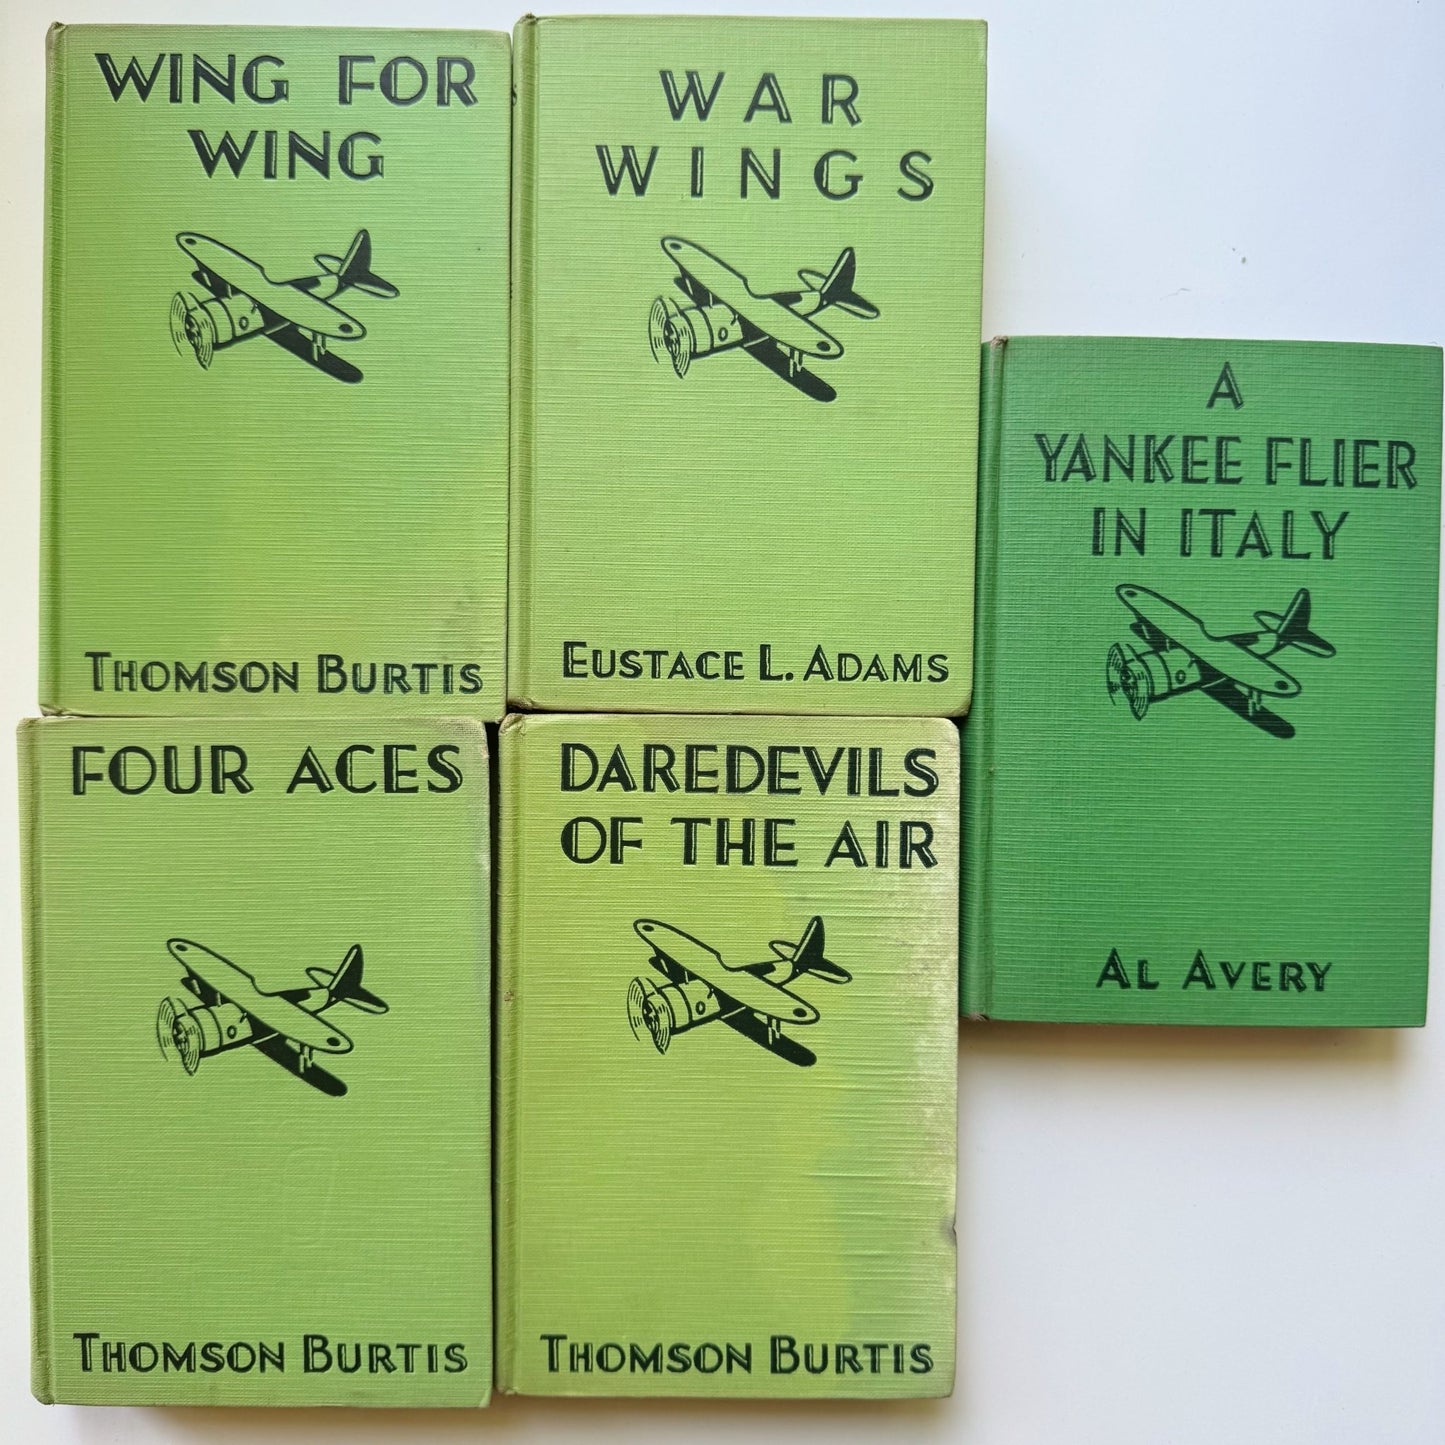 WING FOR
WING
THOMSON BURTIS
WAR
WINGS
EUSTACE L. ADAMS
A
YANKEE FLIER
IN ITALY
AL AVERY
FOUR ACES
THOMSON BURTIS
DAREDEVILS
OF THE AIR
THOMSON BURTIS